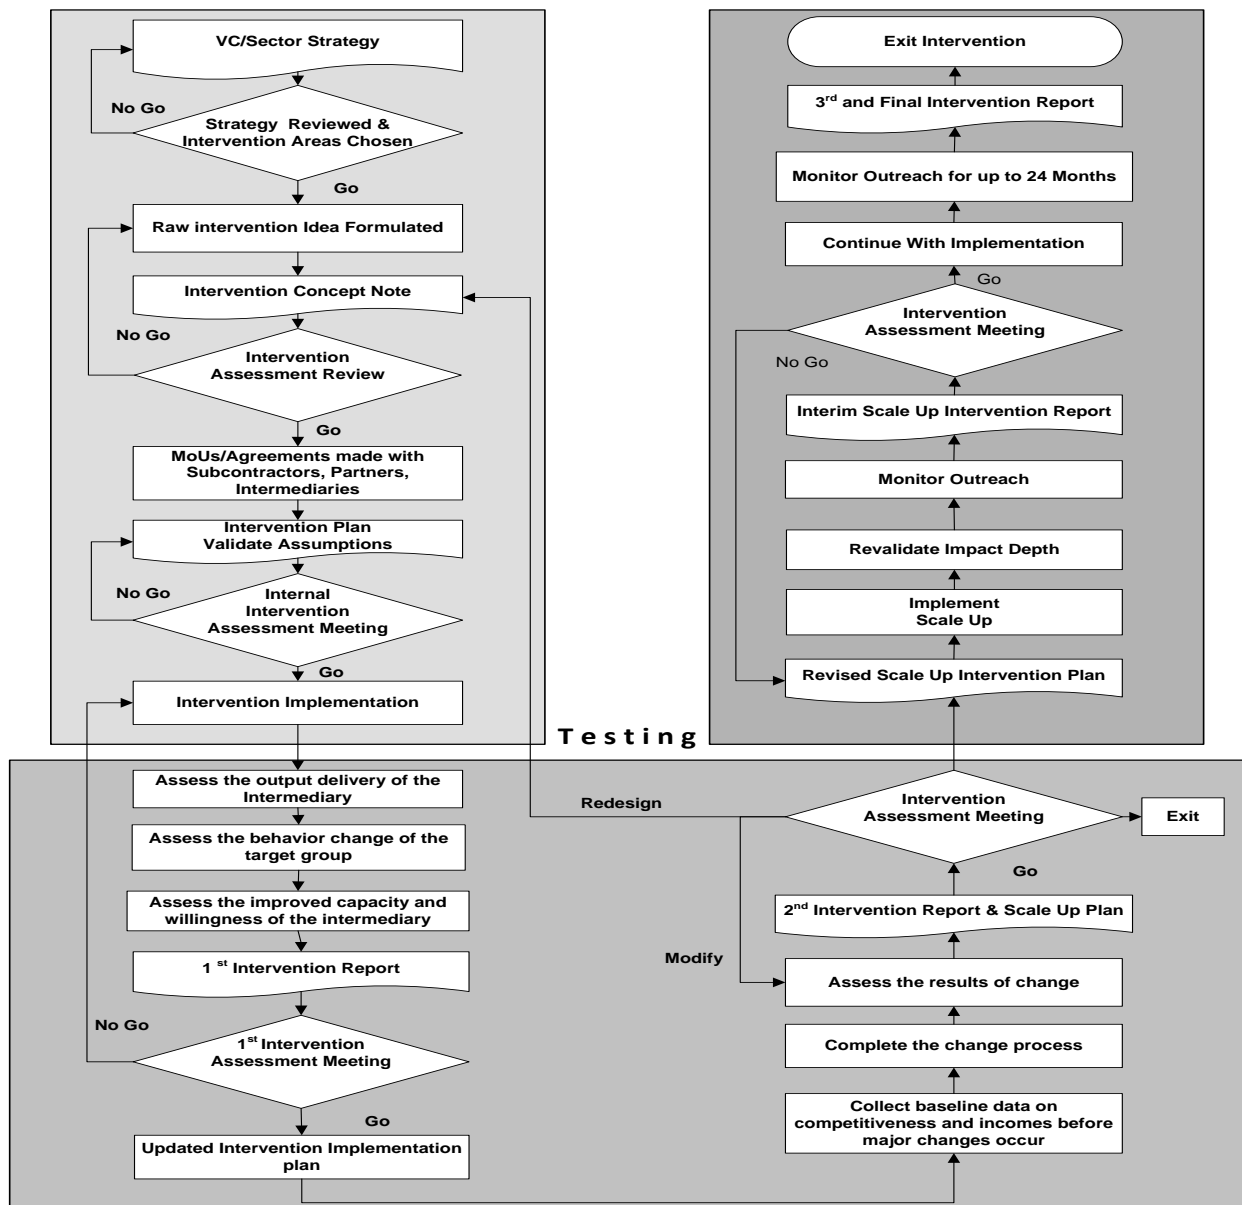 VC/Sector Strategy
No Go
Strategy Reviewed &
Intervention Areas Chosen
Go
Raw intervention Idea Formulated
Intervention Concept Note
No Go
Intervention
Assessment Review
Go
MoUs/Agreements made with
Subcontractors, Partners,
Intermediaries
Intervention Plan
Validate Assumptions
No Go
Internal
Intervention
Assessment Meeting
Go
Intervention Implementation
Exit Intervention
3rd and Final Intervention Report
Monitor Outreach for up to 24 Months
Continue With Implementation
Go
Intervention
Assessment Meeting
No Go
Interim Scale Up Intervention Report
Monitor Outreach
Revalidate Impact Depth
Implement
Scale Up
Revised Scale Up Intervention Plan
Testing
Assess the output delivery of the
Intermediary
Assess the behavior change of the
target group
Assess the improved capacity and
willingness of the intermediary
1 st Intervention Report
No Go
1st Intervention
Assessment Meeting
Go
Updated Intervention Implementation
plan
Redesign
Intervention
Assessment Meeting
Exit
Go
2nd Intervention Report & Scale Up Plan
Modify
Assess the results of change
Complete the change process
Collect baseline data on
competitiveness and incomes before
major changes occur